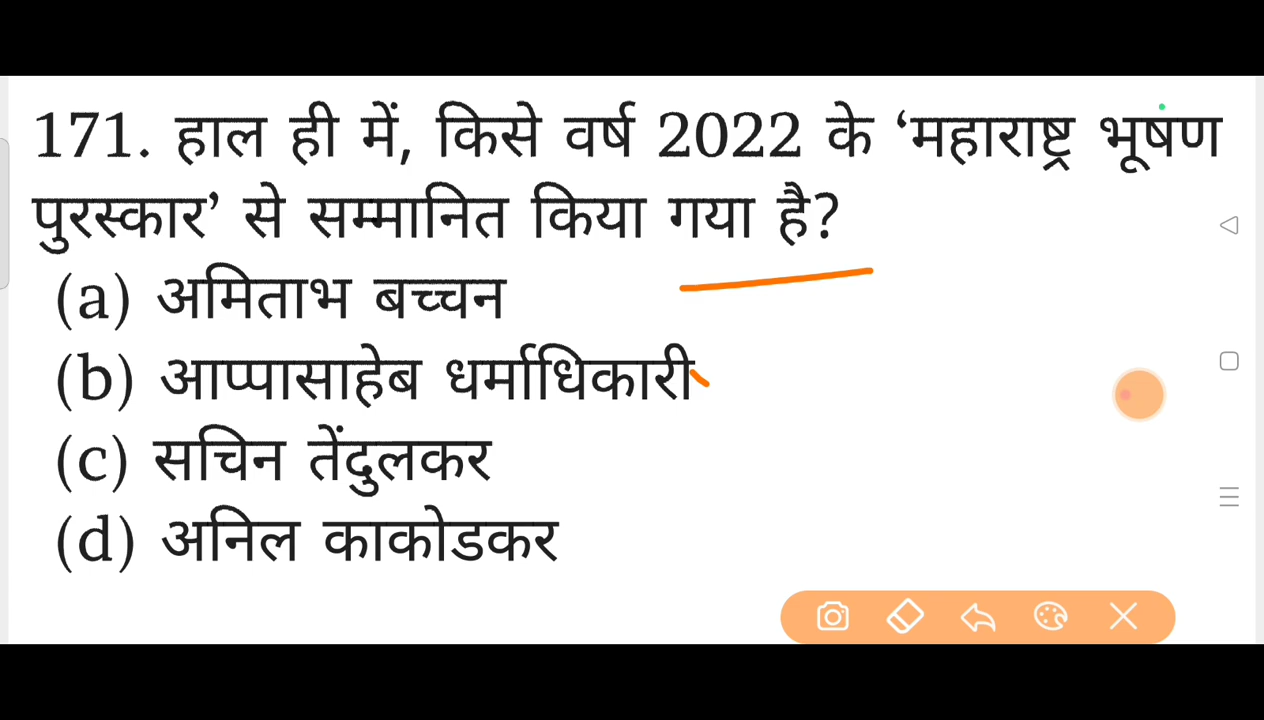 171. हाल ही में, किसे वर्ष 2022 के ‘महाराष्ट्र भूषण
पुरस्कार’ से सम्मानित किया गया है?
(a) अमिताभ बच्चन
(b) आप्पासाहेब धर्माधिकारी
(c) सचिन तेंदुलकर
(d) अनिल काकोडकर